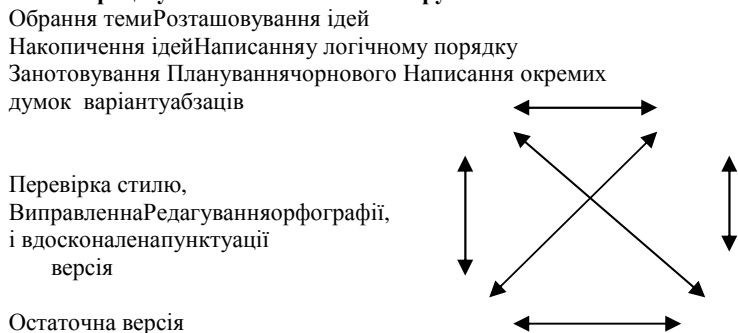 Обрання темиРозташовування ідей
Накопичення ідейНаписанняу логічному порядку
Занотовування Плануваннячорнового Написання окремих
думок варіантуабзаців
Перевірка стилю,
ВиправленнаРедагуванняорфографії,
і вдосконаленапунктуації
версія
Остаточна версія